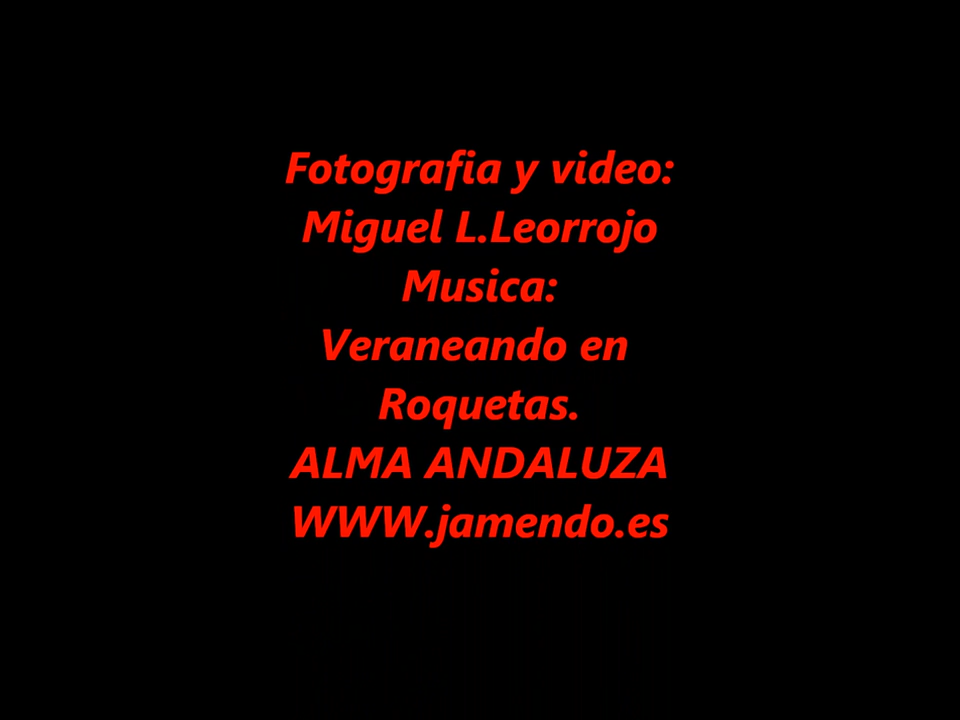 Fotografia y video:
Miguel L.Leorrojo
Musica:
Veraneando en
Roquetas.
ALMA ANDALUZA
WWW.jamendo.es